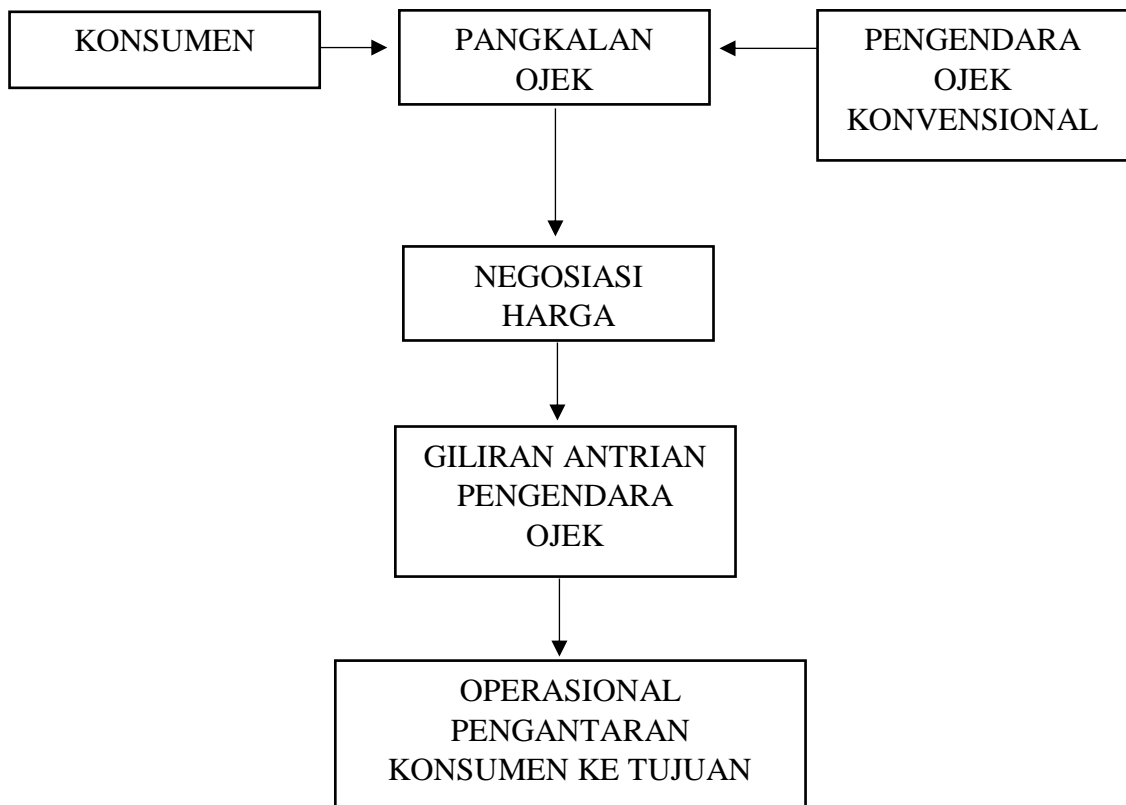 KONSUMEN
PANGKALAN
OJEK
PENGENDARA
OJEK
KONVENSIONAL
NEGOSIASI
HARGA
GILIRAN ANTRIAN
PENGENDARA
OJEK
OPERASIONAL
PENGANTARAN
KONSUMEN KE TUJUAN